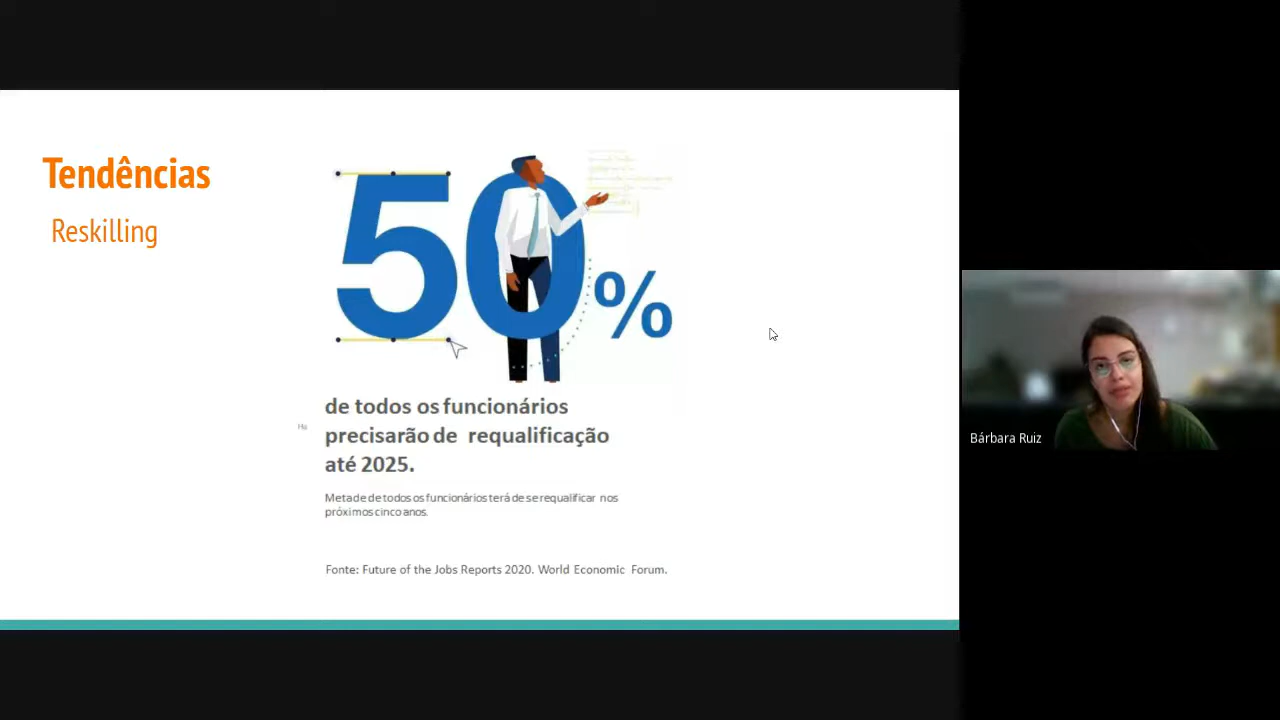 Tendências
Reskilling
50%
de todos os funcionários
precisarão de requalificação
até 2025.
Metade de todos os funcionários terá de se requalificar nos
próximos cinco anos.
Fonte: Future of the Jobs Reports 2020. World Economic Forum.
Bárbara Ruiz